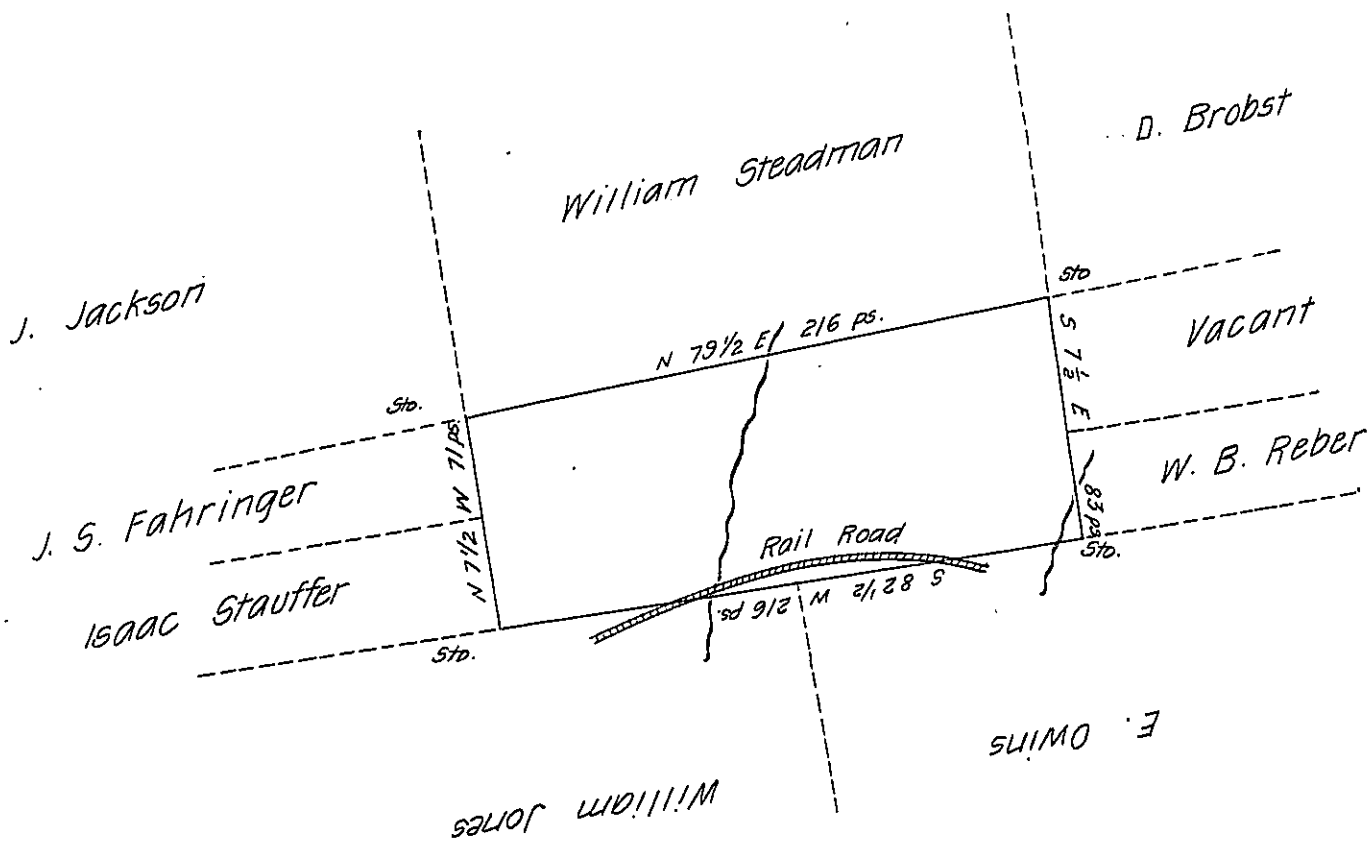 D. Brobst
William Steadman
J. Jackson
Sto
Vacant
N 79 1/2 E 216 ps.
S 7 1/2 E 83 ps.
Sto.
W. B. Reber
J. S. Fahringer
N 7 1/2 W 71 ps.
Rail Road
Sto.
Isaac Stauffer
S 82 1/2 W 216 ps.
Sto.
E. Owins
William Jones